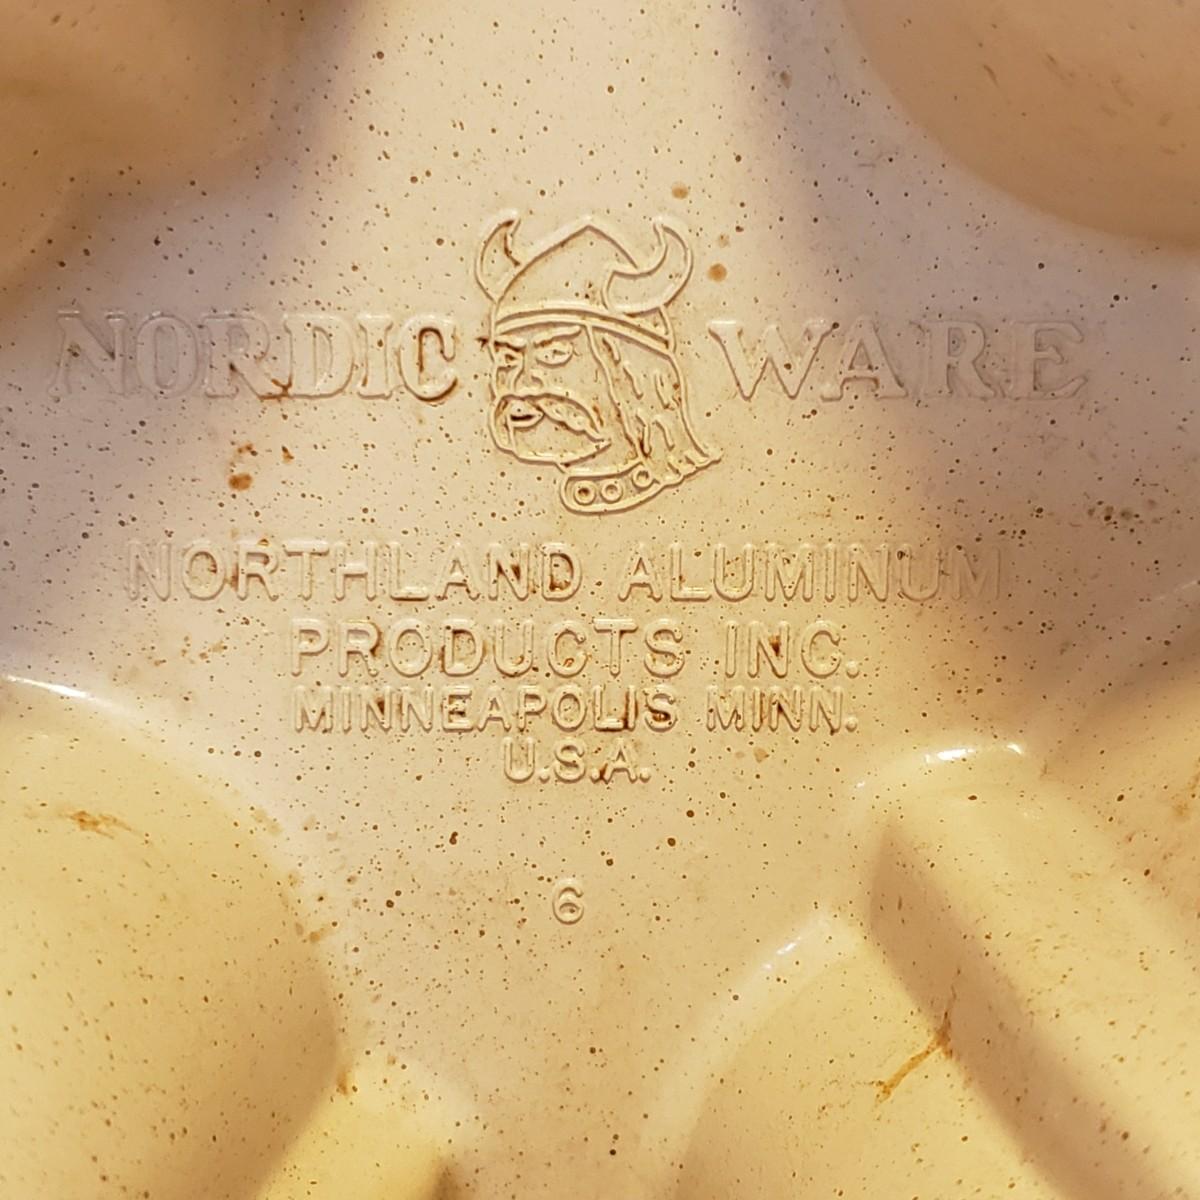 NORDIC WARE
NORTHLAND ALUMINUM
PRODUCTS INC.
MINNEAPOLIS MINN.
U.S.A.
6